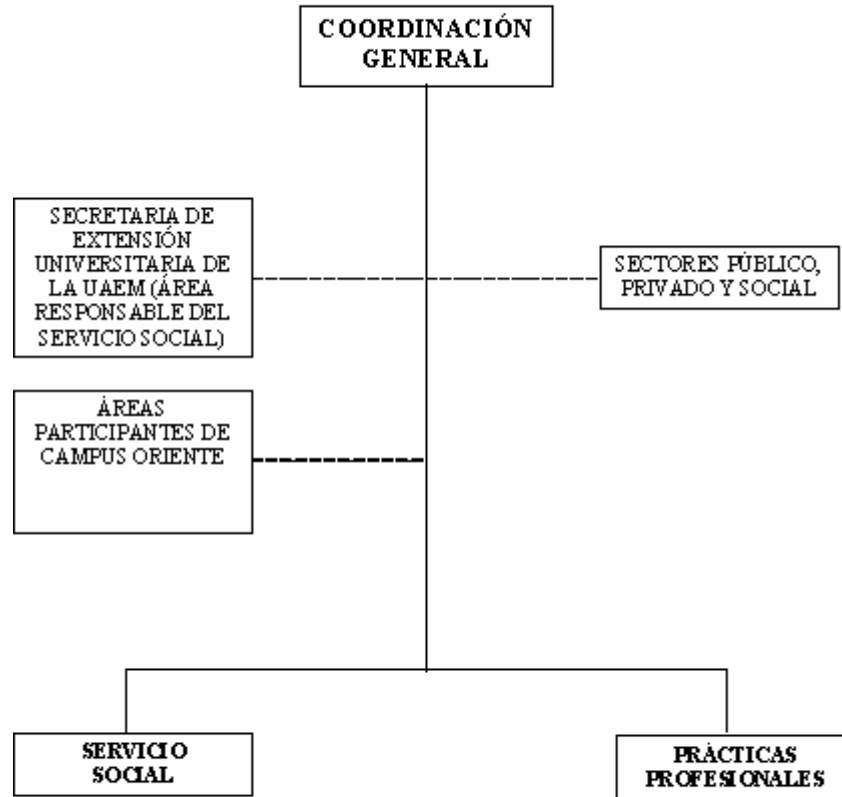 COORDINACIÓN
GENERAL
SECRETARIA DE
EXTENSIÓN
UNIVERSITARIA DE
LA UAEM (ÁREA
RESPONSABLE DEL
SERVICIO SOCIAL)
SECTORES PÚBLICO,
PRIVADO Y SOCIAL
ÁREAS
PARTICIPANTES DE
CAMPUS ORIENTE
SERVICIO
SOCIAL
PRÁCTICAS
PROFESIONALES